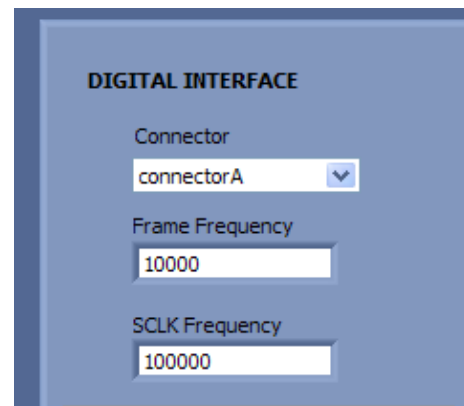 DIGITAL INTERFACE
Connector
connectorA
Frame Frequency
10000
SCLK Frequency
100000